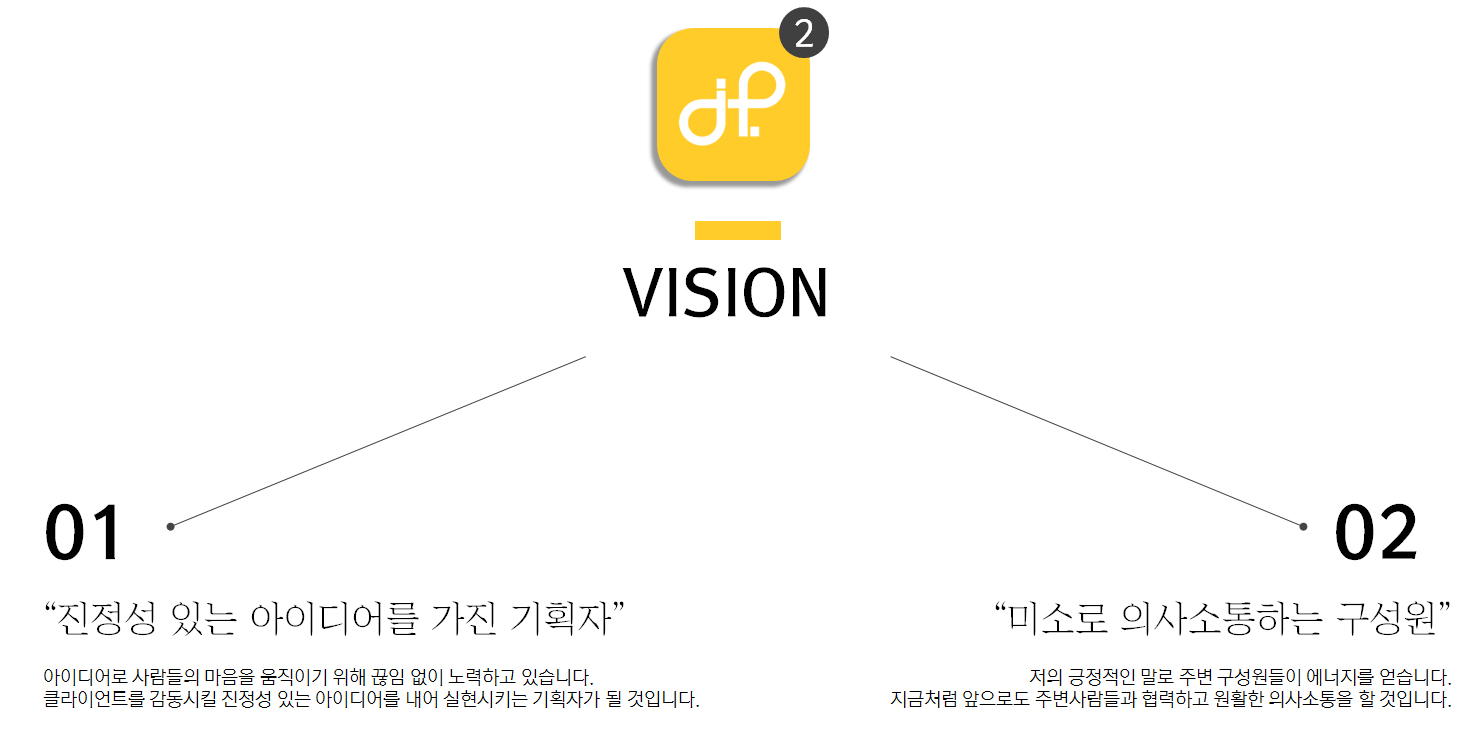 2
VISION
01
“진정성 있는 아이디어를 가진 기획자”
아이디어로 사람들의 마음을 움직이기 위해 끊임 없이 노력하고 있습니다.
클라이언트를 감동시킬 진정성 있는 아이디어를 내어 실현시키는 기획자가 될 것입니다.
02
“미소로 의사소통하는 구성원”
저의 긍정적인 말로 주변 구성원들이 에너지를 얻습니다.
지금처럼 앞으로도 주변사람들과 협력하고 원활한 의사소통을 할 것입니다.